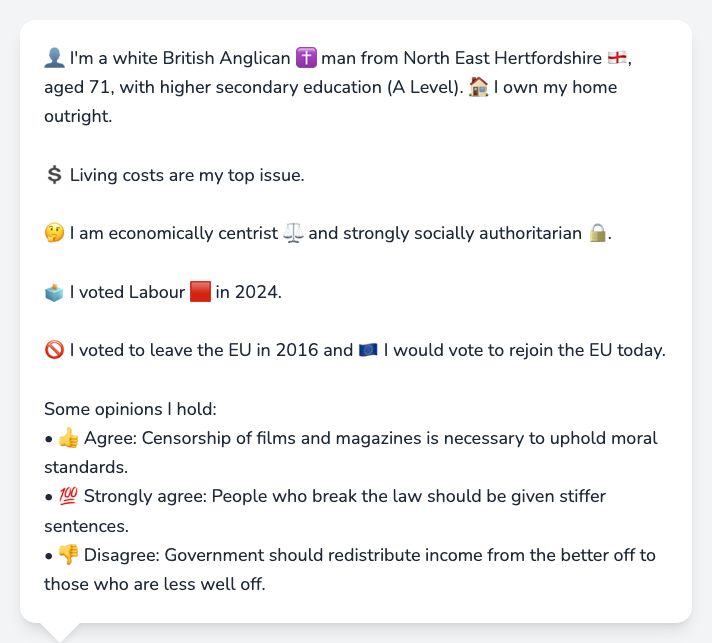 👤 I'm a white British Anglican ✝️ man from North East Hertfordshire 🏴󠁧󠁢󠁥󠁮󠁧󠁿,
aged 71, with higher secondary education (A Level). 🏠 I own my home
outright.
💲 Living costs are my top issue.
🤔 I am economically centrist ⚖️ and strongly socially authoritarian 🔒.
🗳️ I voted Labour 🟥 in 2024.
🚫 I voted to leave the EU in 2016 and 🇪🇺 I would vote to rejoin the EU today.
Some opinions I hold:
• 👍 Agree: Censorship of films and magazines is necessary to uphold moral
standards.
• 💯 Strongly agree: People who break the law should be given stiffer
sentences.
• 👎 Disagree: Government should redistribute income from the better off to
those who are less well off.